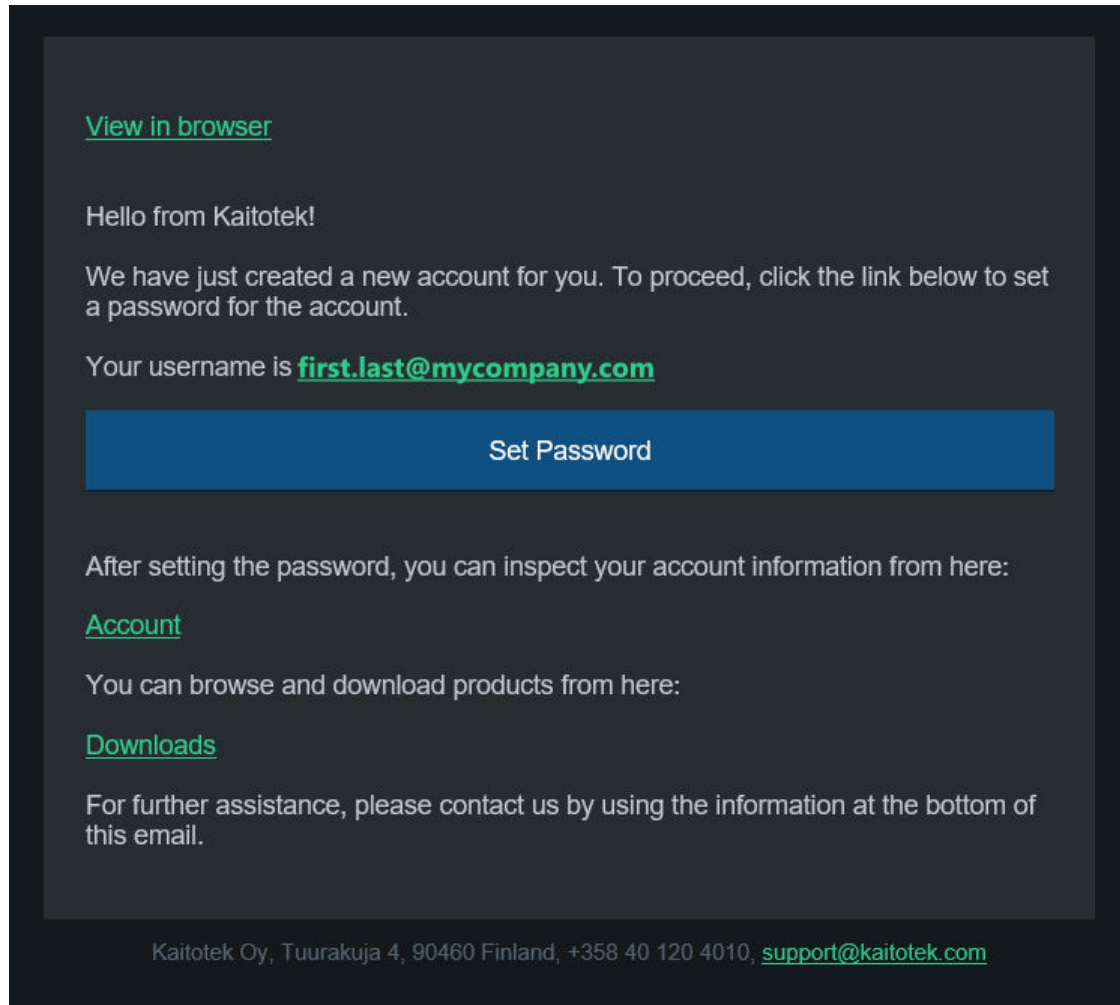 View in browser
Hello from Kaitotek!
We have just created a new account for you. To proceed, click the link below to set
a password for the account.
Your username is first.last@mycompany.com
Set Password
After setting the password, you can inspect your account information from here:
Account
You can browse and download products from here:
Downloads
For further assistance, please contact us by using the information at the bottom of
this email.
Kaitotek Oy, Tuurakuja 4, 90460 Finland, +358 40 120 4010, support@kaitotek.com